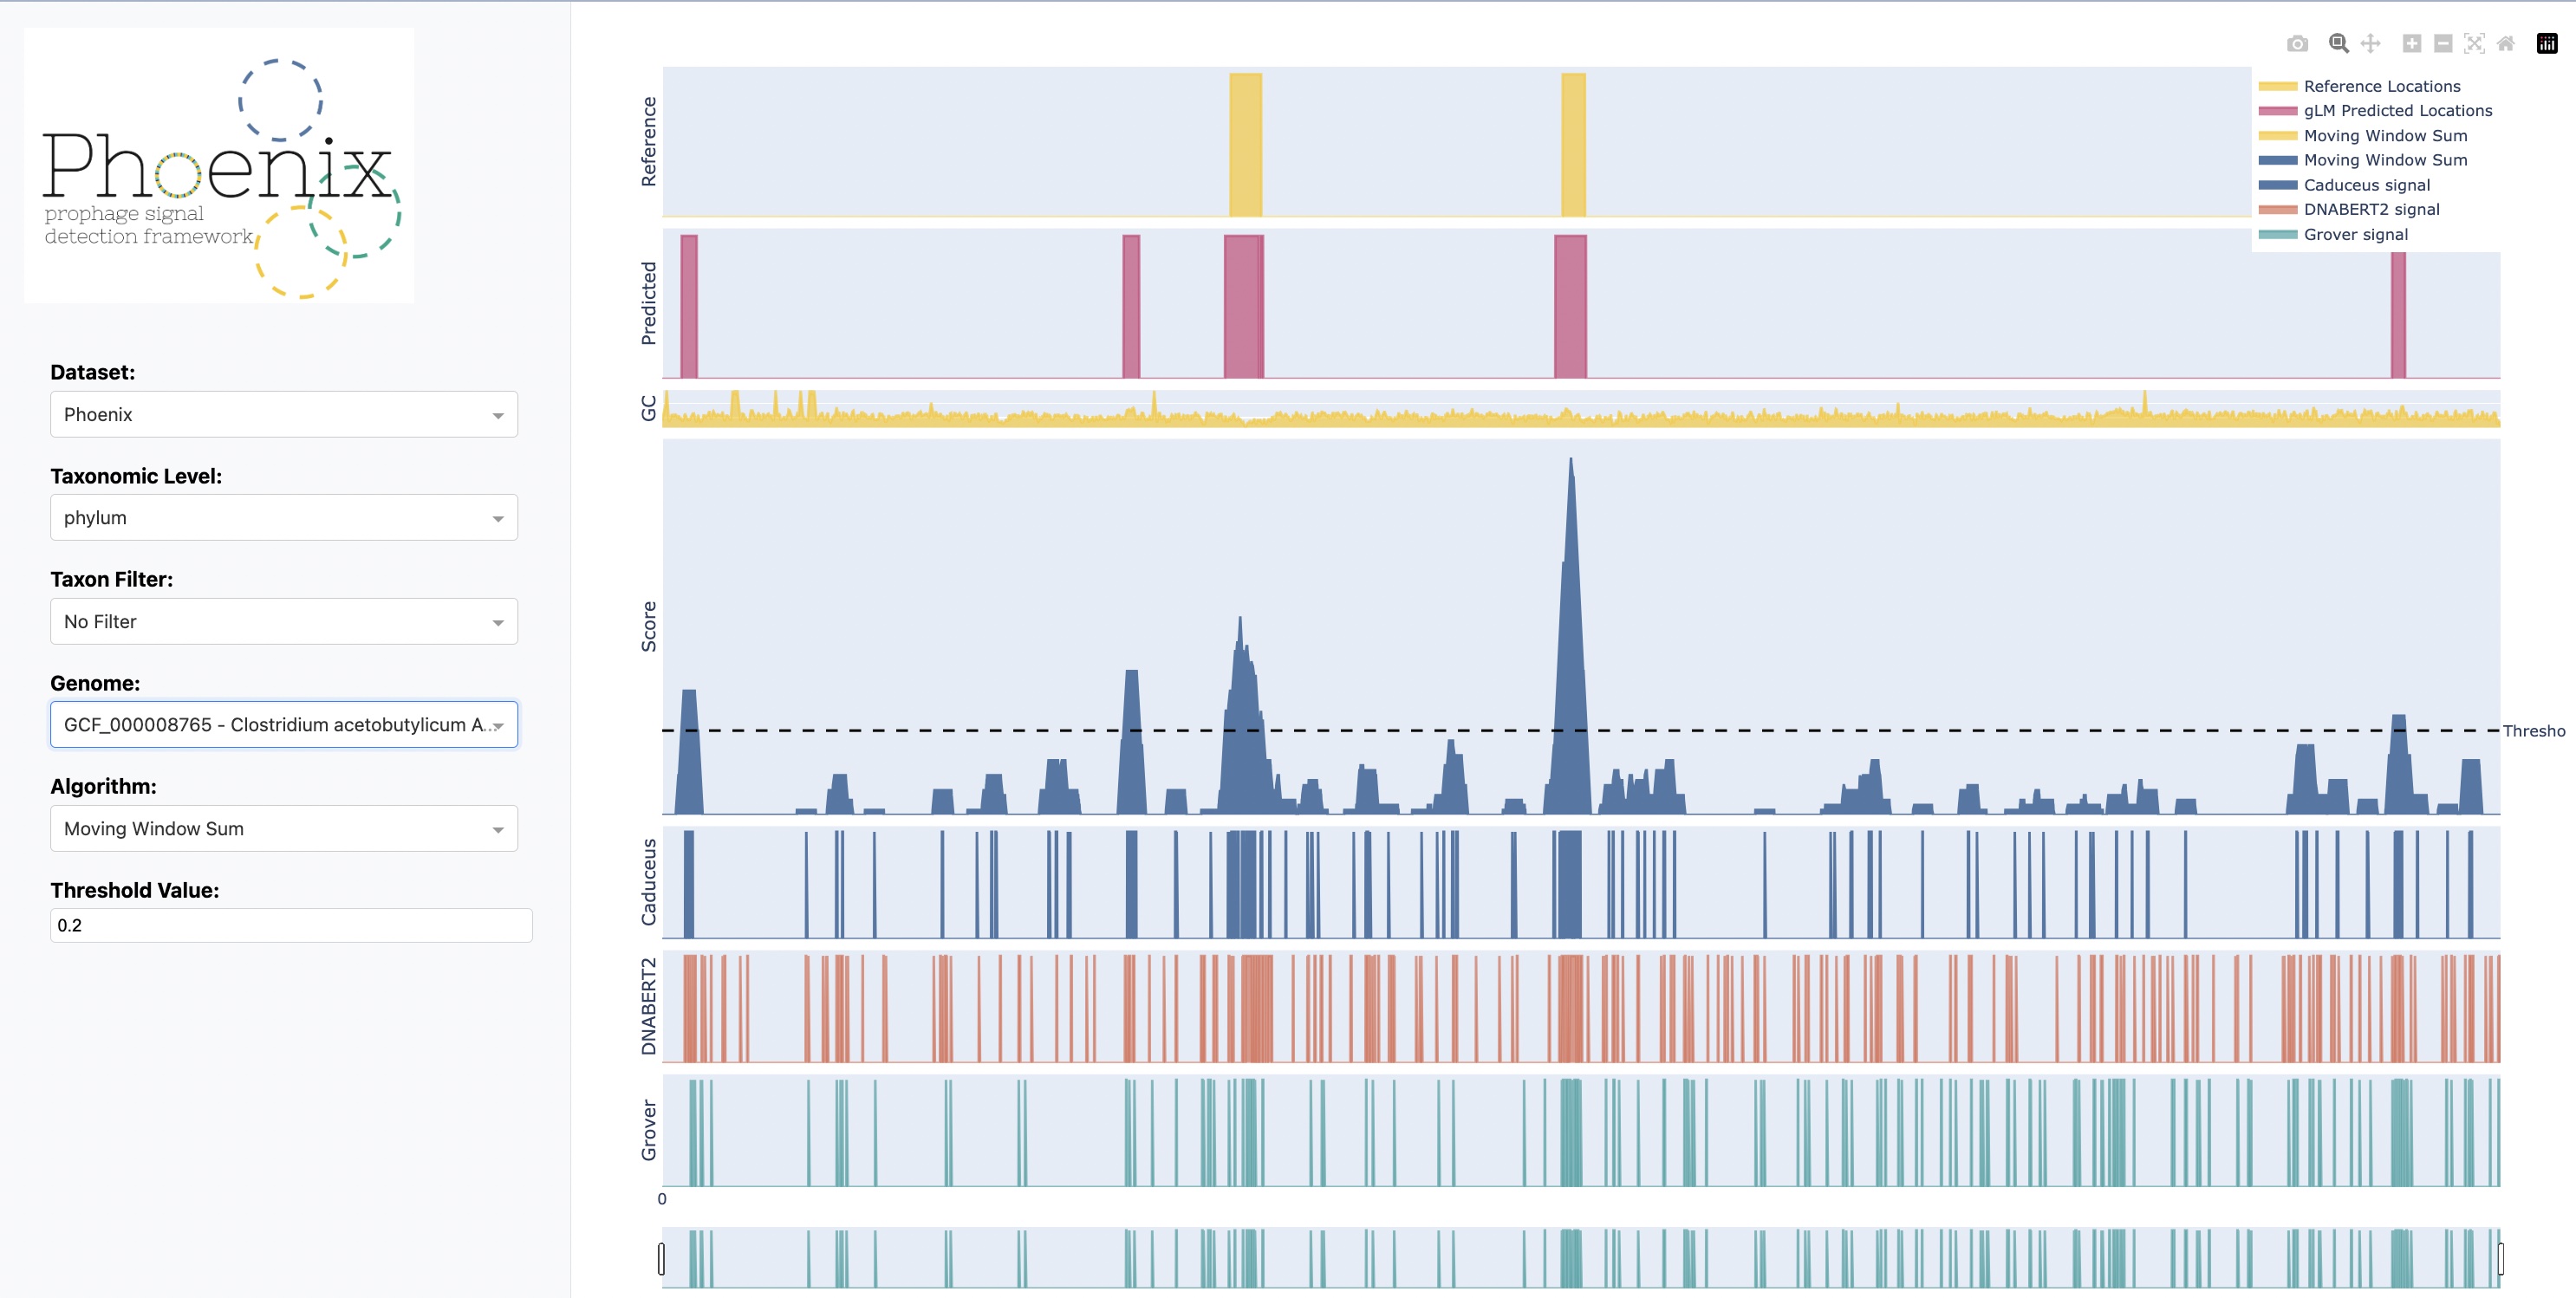 Phoenix
prophage signal
detection framework
Dataset:
Phoenix
Taxonomic Level:
phylum
Taxon Filter:
No Filter
Genome:
GCF_000008765 - Clostridium acetobutylicum A...
Algorithm:
Moving Window Sum
Threshold Value:
0.2
Reference Locations
gLM Predicted Locations
Moving Window Sum
Moving Window Sum
Caduceus signal
DNABERT2 signal
Grover signal
Reference
Predicted
GC
Score
Thresho
Caduceus
DNABERT2
Grover
0